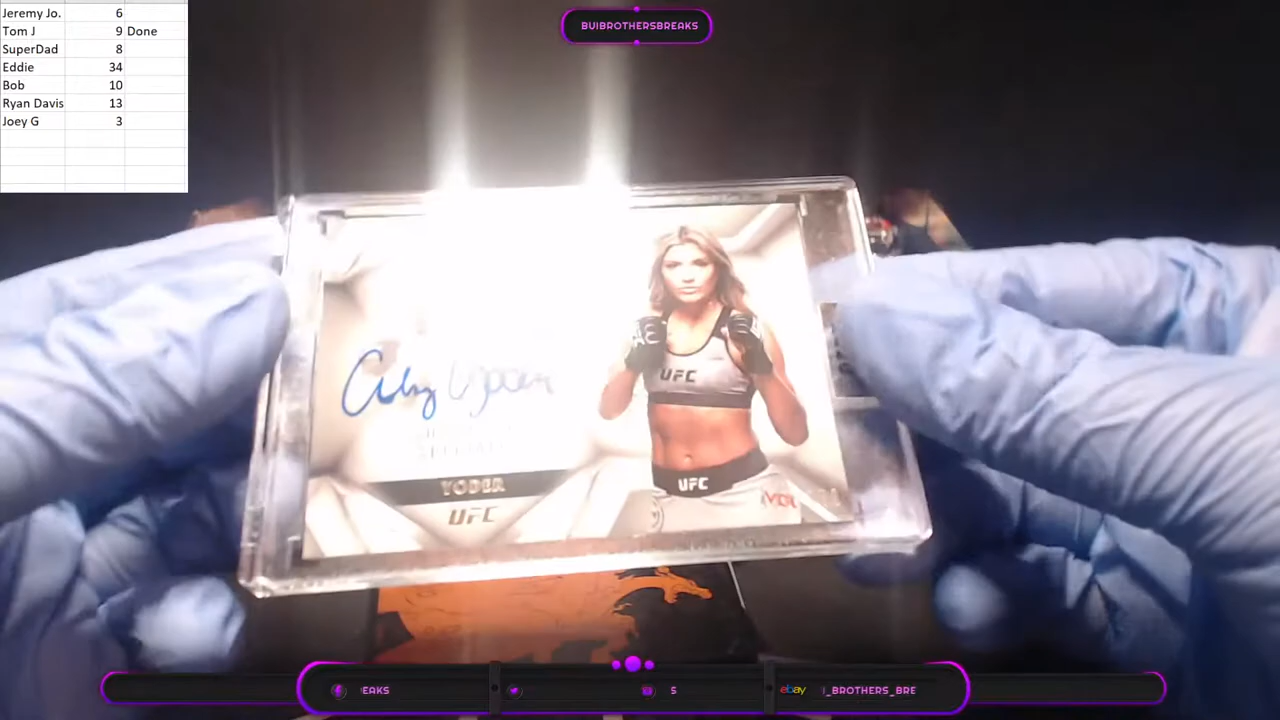 Jeremy Jo. 6
Tom J 9 Done
SuperDad 8
Eddie 34
Bob 10
Ryan Davis 13
Joey G 3
BUIBROTHERSBREAKS
UFC
UFC
YODER
UFC
EAKS
S
ebay
I_BROTHERS_BRE